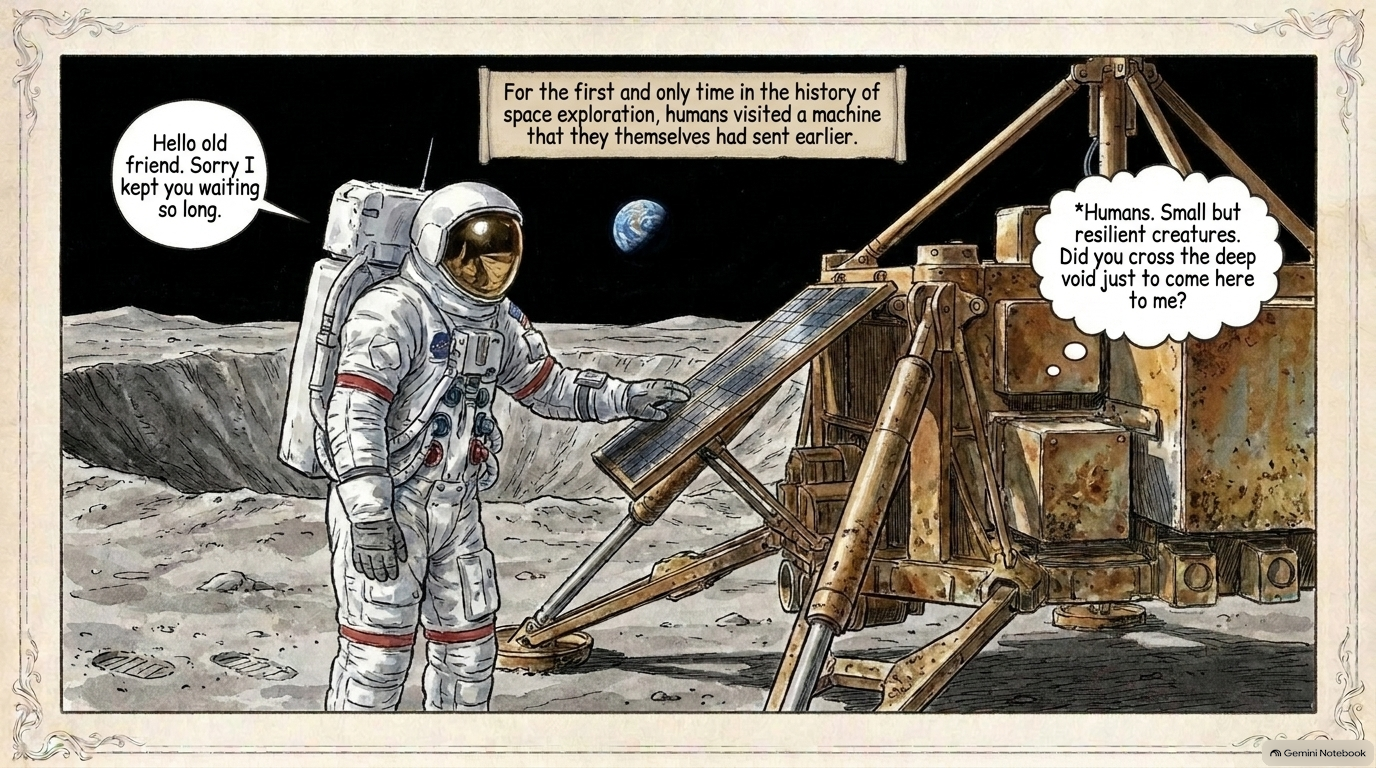 For the first and only time in the history of
space exploration, humans visited a machine
that they themselves had sent earlier.
Hello old
friend. Sorry I
kept you waiting
so long.
*Humans. Small but
resilient creatures.
Did you cross the deep
void just to come here
to me?
Gemini Notebook